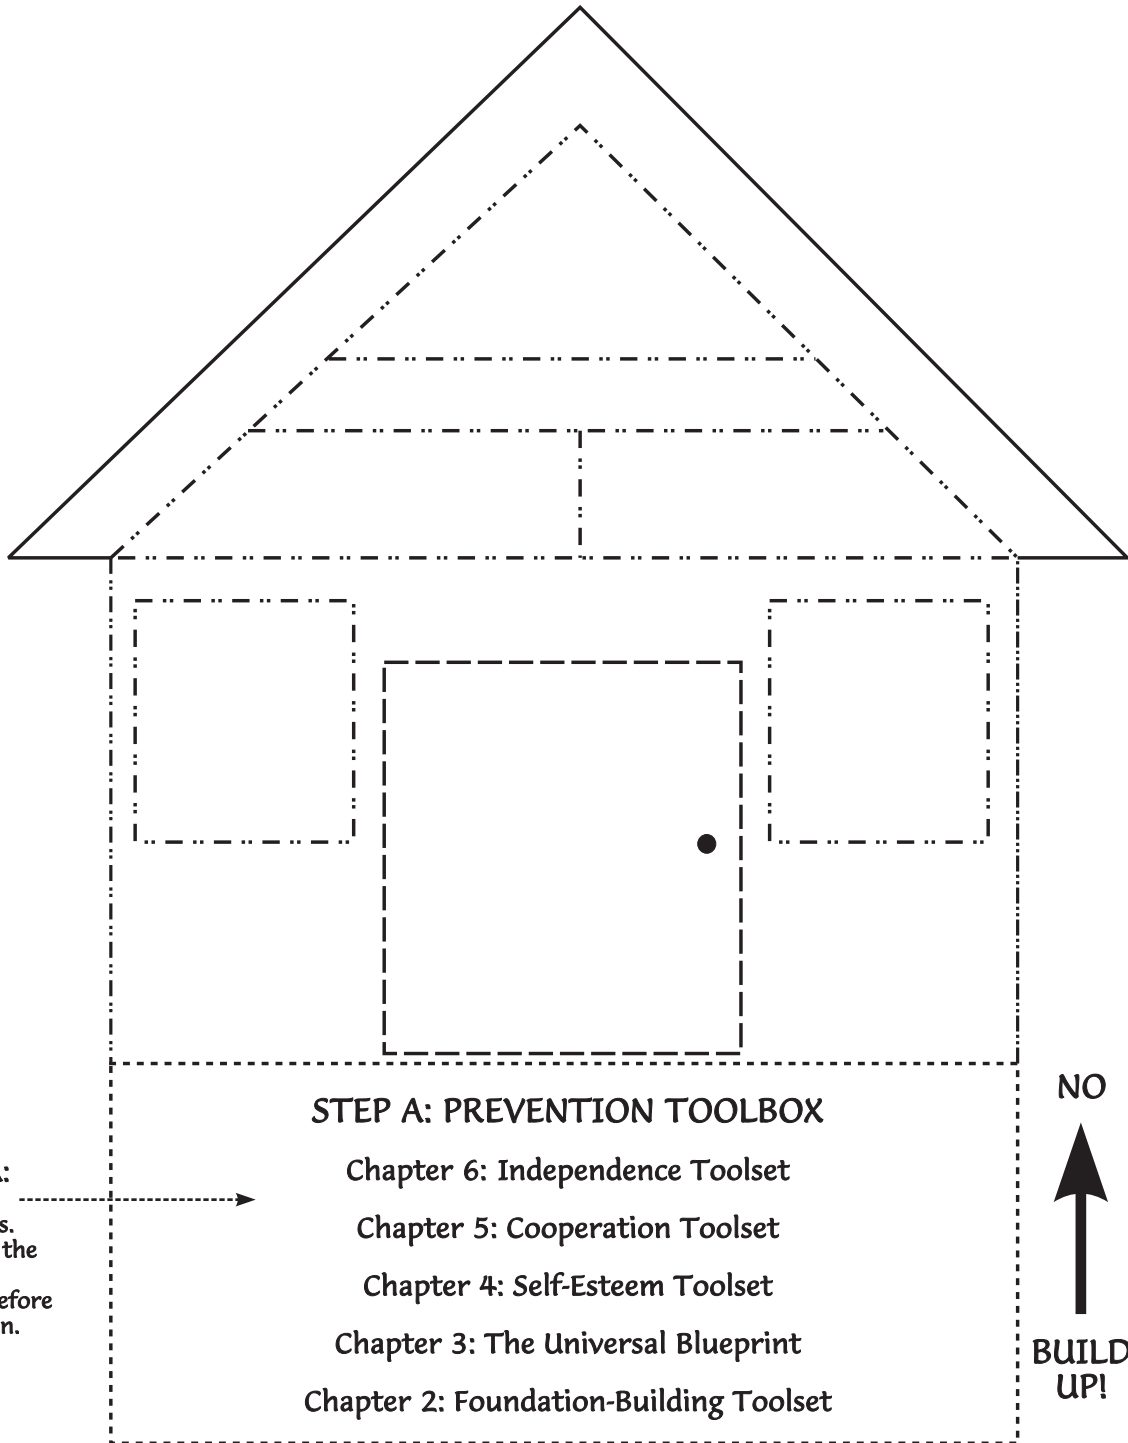 NO
STEP A: PREVENTION TOOLBOX
Chapter 6: Independence Toolset
Chapter 5: Cooperation Toolset
the
Chapter 4: Self-Esteem Toolset
Chapter 3: The Universal Blueprint
BUILD
UP!
Chapter 2: Foundation-Building Toolset